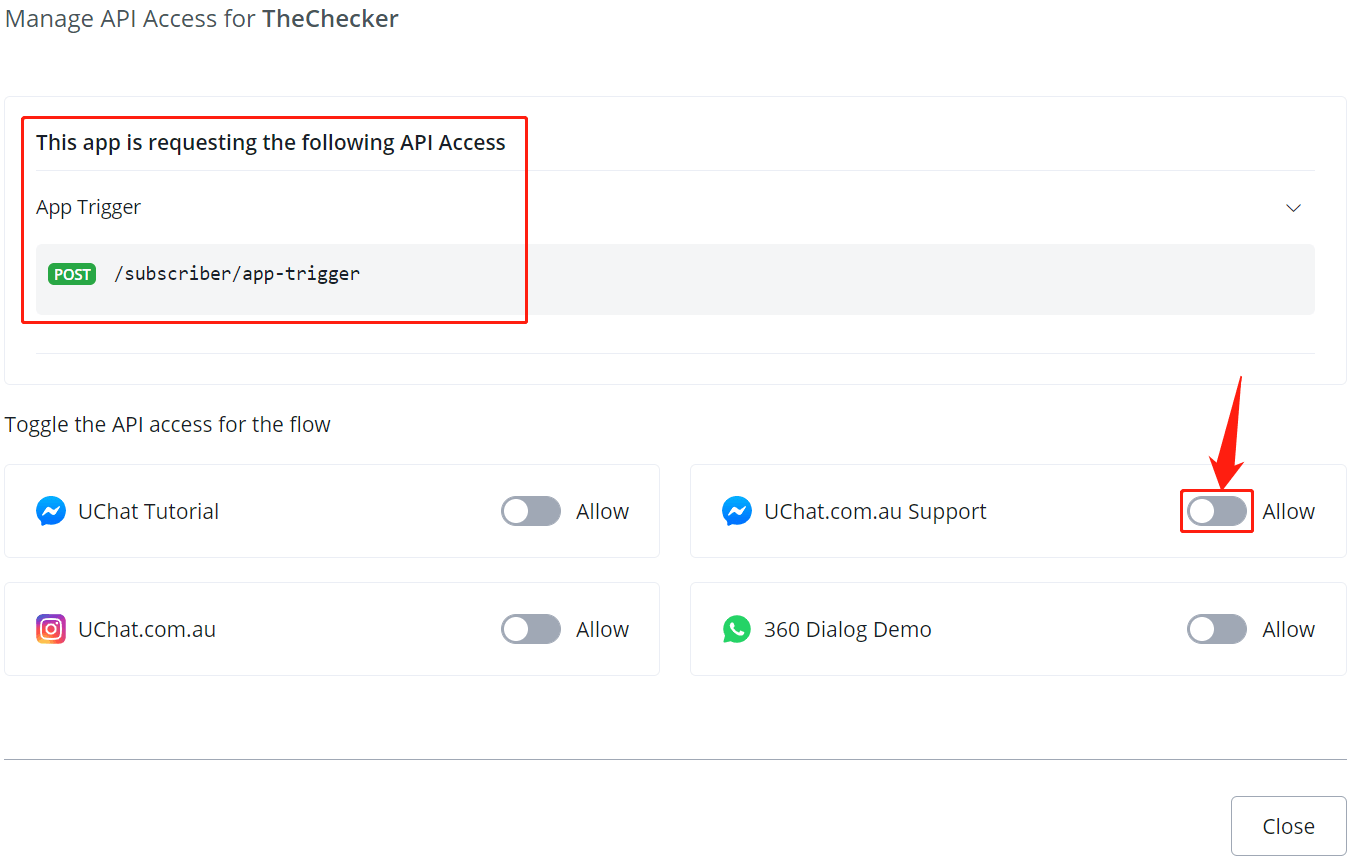 Manage API Access for TheChecker
This app is requesting the following API Access
App Trigger
POST /subscriber/app-trigger
Toggle the API access for the flow
UChat Tutorial Allow
UChat.com.au Support Allow
UChat.com.au Allow
360 Dialog Demo Allow
Close